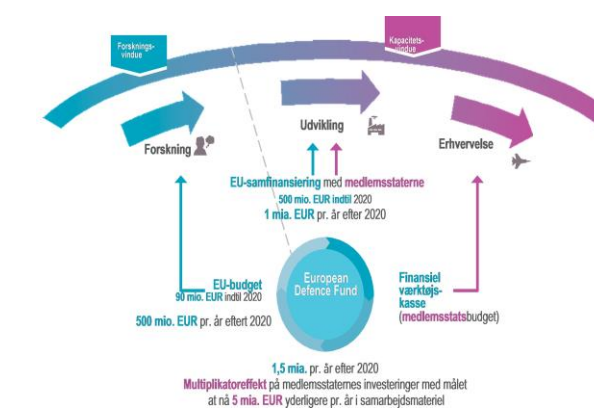 Forsknings-
vindue
Kapacitets-
vindue
Forskning
Udvikling
Erhvervelse
EU-samfinansiering med medlemsstaterne
500 mio. EUR indtil 2020
1 mia. EUR pr. år efter 2020
EU-budget
90 mio. EUR indtil 2020
500 mio. EUR pr. år eftert 2020
European
Defence Fund
Finansiel
værktøjs-
kasse
(medlemsstatsbudget)
1,5 mia. pr. år efter 2020
Multiplikatoreffekt på medlemsstaternes investeringer med målet
at nå 5 mia. EUR yderligere pr. år i samarbejdsmateriel